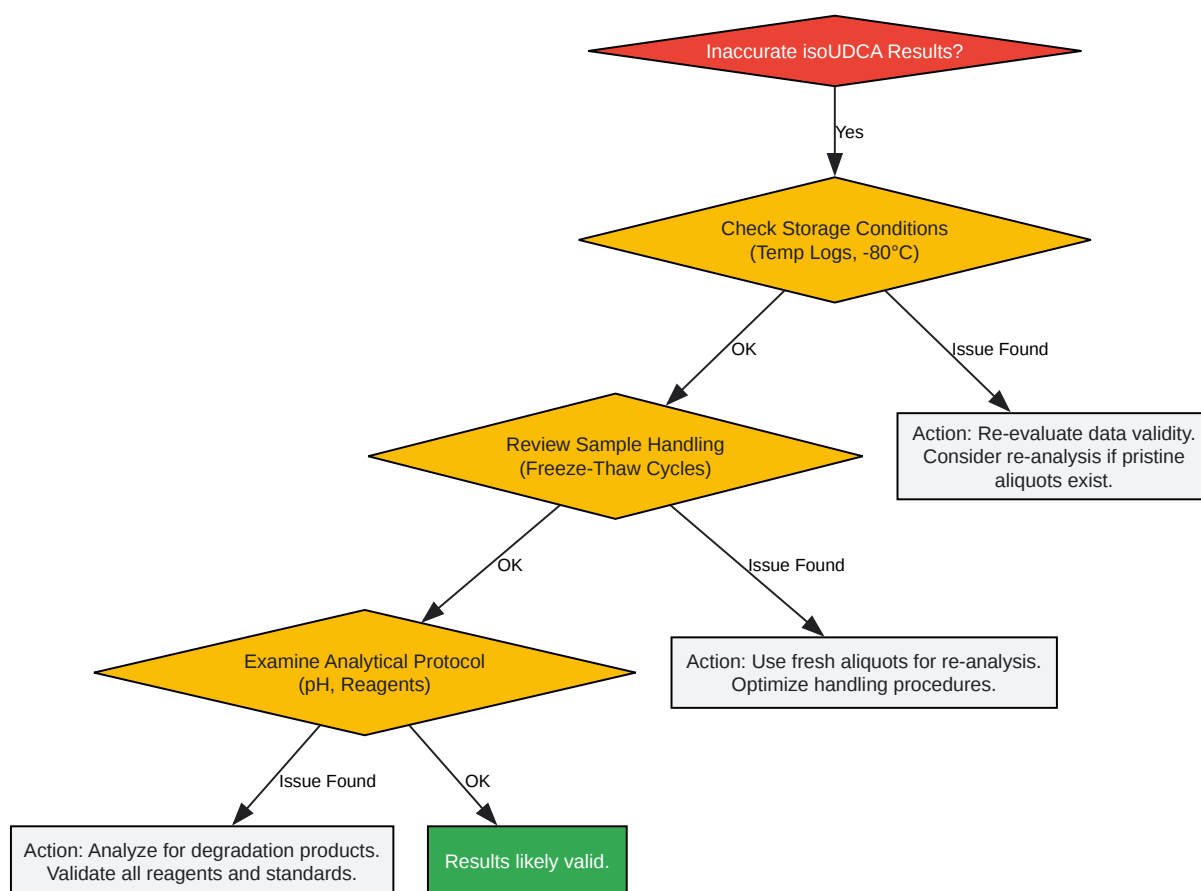 Inaccurate isoUDCA Results?
Yes
Check Storage Conditions
(Temp Logs, -80°C)
OK
Issue Found
Review Sample Handling
(Freeze-Thaw Cycles)
Action: Re-evaluate data validity.
Consider re-analysis if pristine
aliquots exist.
OK
Issue Found
Examine Analytical Protocol
(pH, Reagents)
Action: Use fresh aliquots for re-analysis.
Optimize handling procedures.
Issue Found
OK
Action: Analyze for degradation products.
Validate all reagents and standards.
Results likely valid.